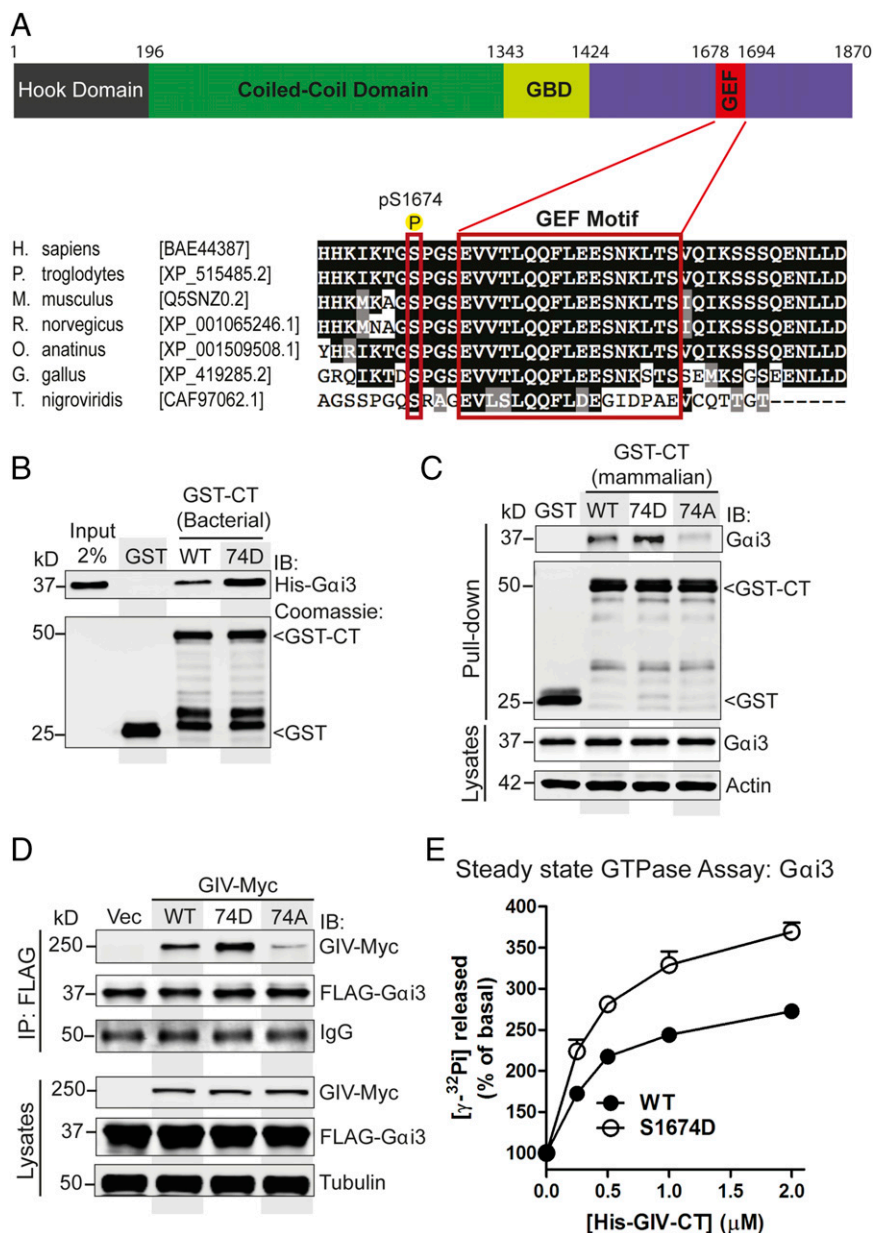 A
1 196 1343 1424 1678 1694 1870
Hook Domain Coiled-Coil Domain GBD GEF
pS1674
P
GEF Motif
H. sapiens [BAE44387] HHKIKTGSPGSEVVTLQQFLEESNKLTSVQIKSSSQENLLD
P. troglodytes [XP_515485.2] HHKIKTGSPGSEVVTLQQFLEESNKLTSVQIKSSSQENLLD
M. musculus [Q5SNZ0.2] HHKMKAGSPGSEVVTLQQFLEESNKLTSIQIKSSSQENLLD
R. norvegicus [XP_001065246.1] HHKMNAGSPGSEVVTLQQFLEESNKLTSIQIKSSSQENLLD
O. anatinus [XP_001509508.1] YHRIKTGSPGSEVVTLQQFLEESNKLTSVQIKSSSQENLLD
G. gallus [XP_419285.2] GRQIKTDSPGSEVVTLQQFLEESNKSTSSEMKSGSEENLLD
T. nigroviridis [CAF97062.1] AGSSPGQSRAGEVLSLQQFLDEGIDPAEVCQTTGT------
B
GST-CT
(Bacterial)
Input
2%
kD GST WT 74D IB:
37 His-Gαi3
Coomassie:
50 <GST-CT
25 <GST
C
GST-CT
(mammalian)
kD GST WT 74D 74A IB:
37 Gαi3
50 <GST-CT
Pull-down
25 <GST
37 Gαi3
Lysates
42 Actin
D
GIV-Myc
kD Vec WT 74D 74A IB:
250 GIV-Myc
IP: FLAG
37 FLAG-Gαi3
50 IgG
250 GIV-Myc
Lysates
37 FLAG-Gαi3
50 Tubulin
E
Steady state GTPase Assay: Gαi3
[γ-³²Pi] released
(% of basal)
400
350
300
250
200
150
100
WT
S1674D
0.0 0.5 1.0 1.5 2.0
[His-GIV-CT] (μM)